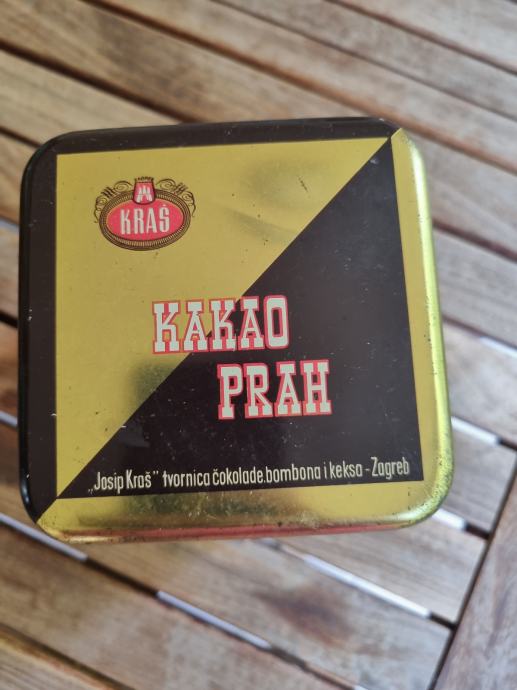 KRAŠ
KAKAO
PRAH
„Josip Kraš" tvornica čokolade.bombona i keksa - Zagreb